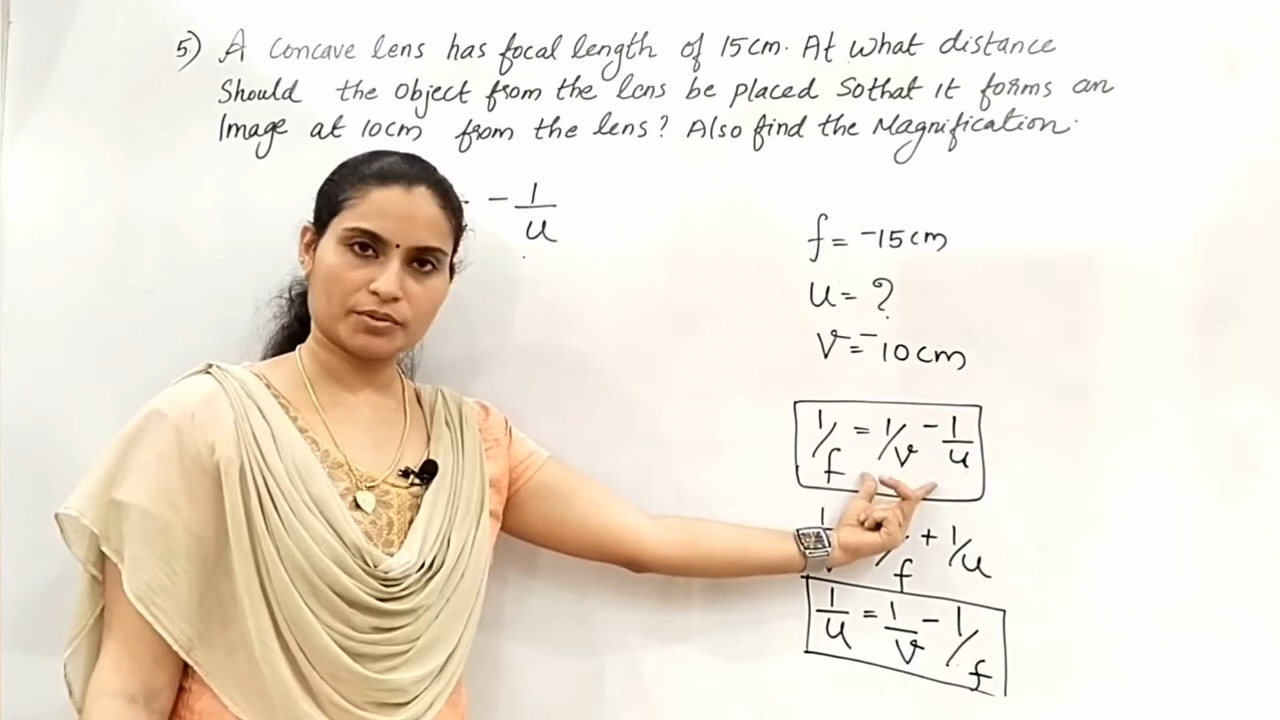 5) A Concave lens has focal length of 15cm. At what distance
Should the object from the lens be placed Sothat it forms an
Image at 10cm from the lens? Also find the Magnification.
- 1/u
f = -15cm
u = ?
v = -10cm
1/f = 1/v - 1/u
f + 1/u
1/u = 1/v - 1/f